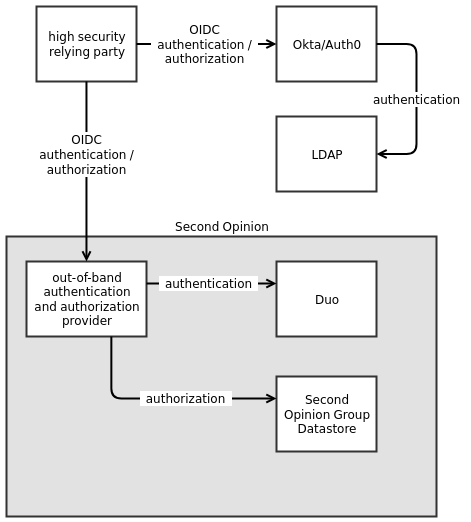 high security
relying party
OIDC
authentication /
authorization
Okta/Auth0
authentication
LDAP
OIDC
authentication /
authorization
Second Opinion
out-of-band
authentication
and authorization
provider
authentication
Duo
authorization
Second
Opinion Group
Datastore